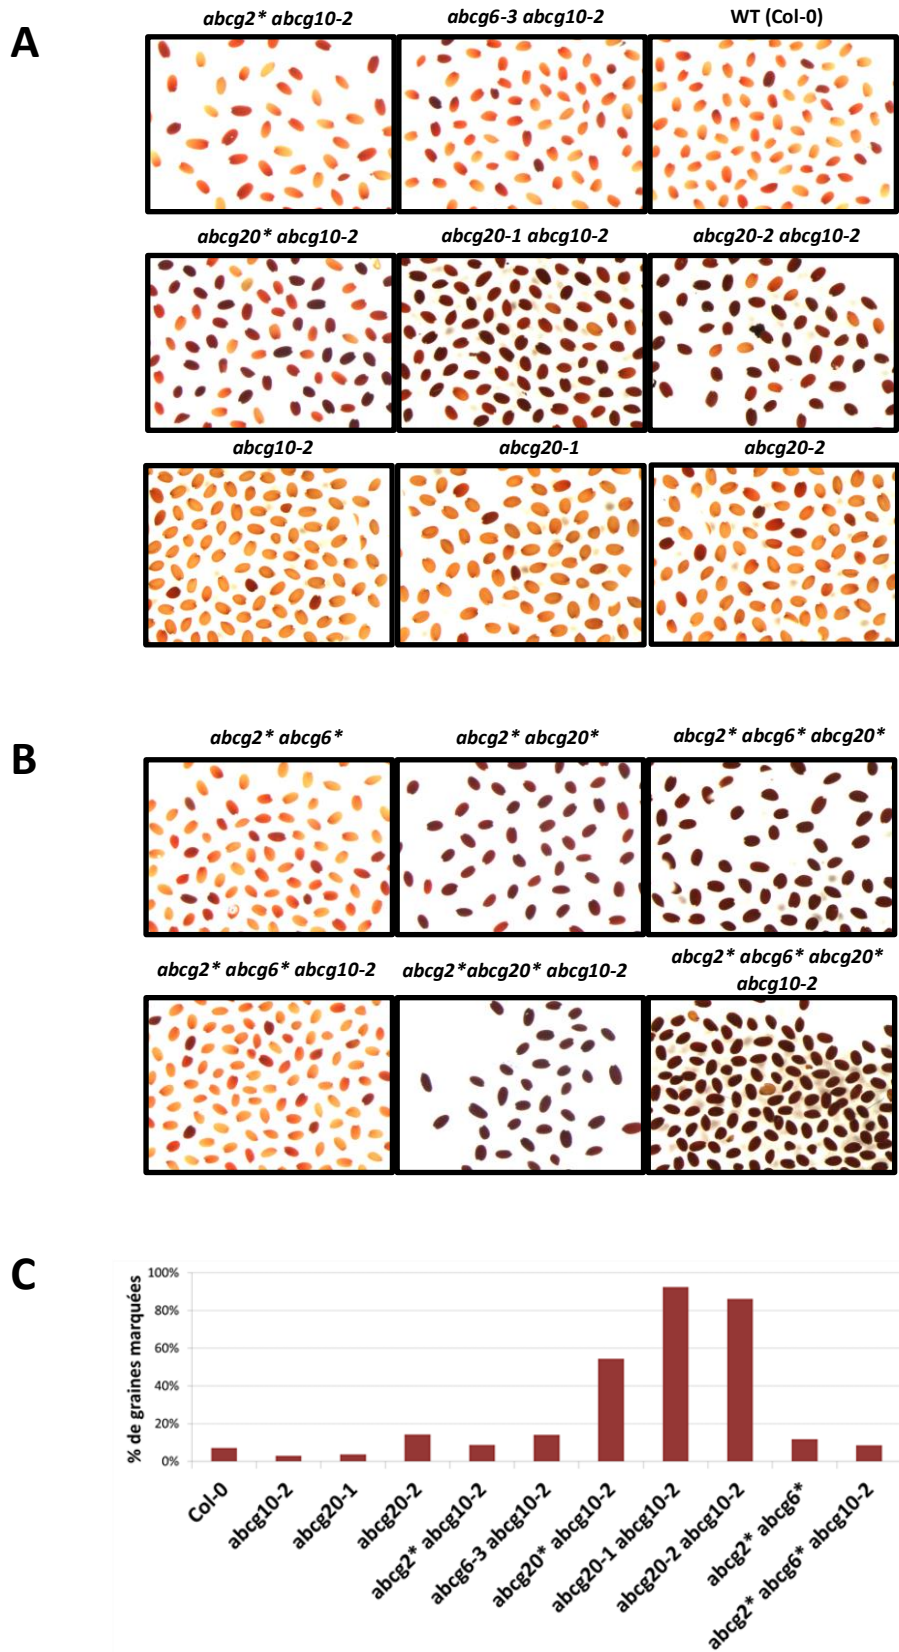 A
abcg2* abcg10-2
abcg6-3 abcg10-2
WT (Col-0)
abcg20* abcg10-2
abcg20-1 abcg10-2
abcg20-2 abcg10-2
abcg10-2
abcg20-1
abcg20-2
B
abcg2* abcg6*
abcg2* abcg20*
abcg2* abcg6* abcg20*
abcg2* abcg6* abcg10-2
abcg2*abcg20* abcg10-2
abcg2* abcg6* abcg20*
abcg10-2
C
% de graines marquées
100%
80%
60%
40%
20%
0%
Col-0
abcg10-2
abcg20-1
abcg20-2
abcg2* abcg10-2
abcg6-3 abcg10-2
abcg20* abcg10-2
abcg20-1 abcg10-2
abcg20-2 abcg10-2
abcg2* abcg6*
abcg2* abcg6* abcg10-2